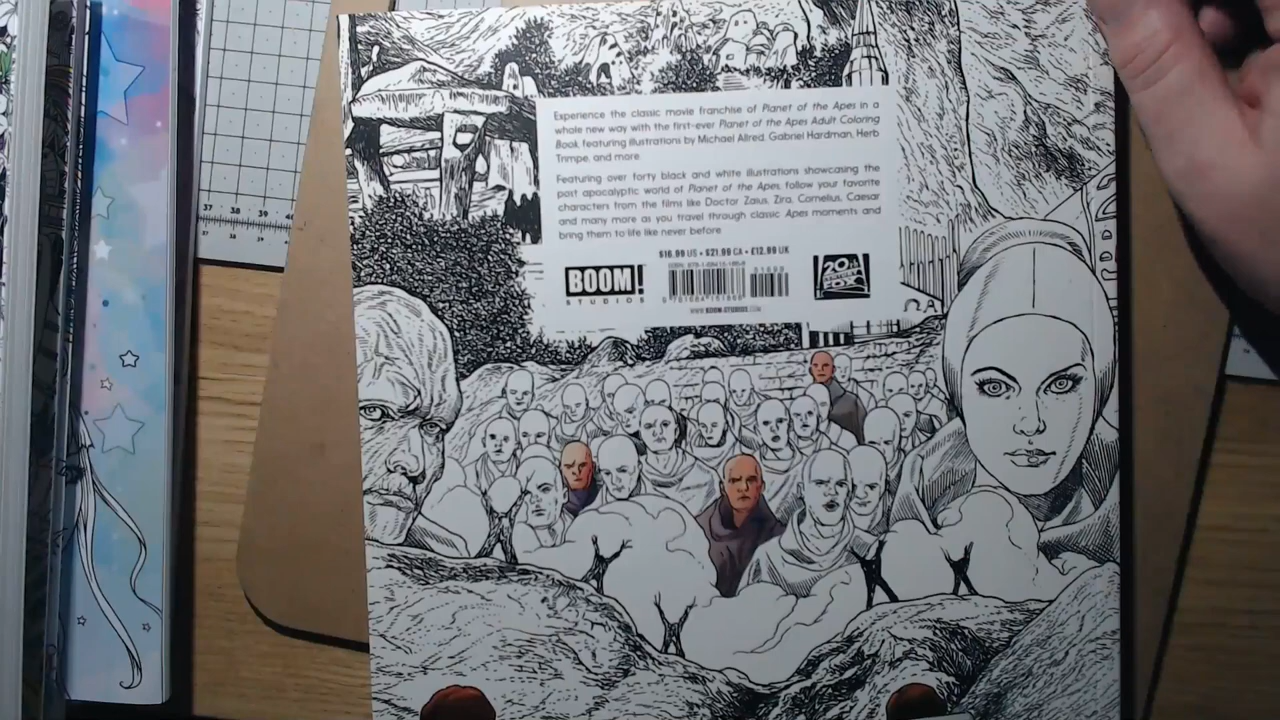 Experience the classic movie franchise of Planet of the Apes in a
whole new way with the first-ever Planet of the Apes Adult Coloring
Book, featuring illustrations by Michael Allred, Gabriel Hardman, Herb
Trimpe, and more.
Featuring over forty black and white illustrations showcasing the
post apocalyptic world of Planet of the Apes, follow your favorite
characters from the films like Doctor Zaius, Zira, Cornelius, Caesar
and many more as you travel through classic Apes moments and
bring them to life like never before.
$16.99 US • $21.99 CA • £12.99 UK
BOOM!
STUDIOS
20th
CENTURY
FOX
WWW.BOOM-STUDIOS.COM
37 38 39